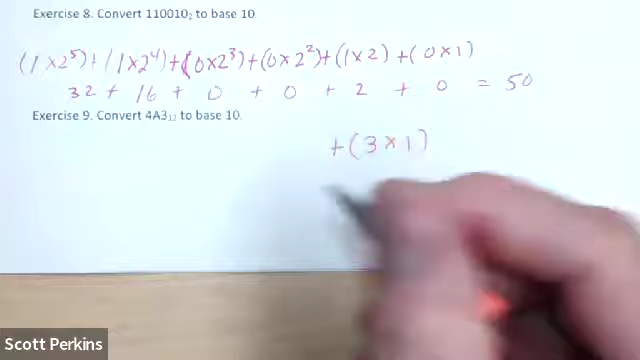 Exercise 8. Convert 110010₂ to base 10.
(1×2⁵)+(1×2⁴)+(0×2³)+(0×2²)+(1×2)+(0×1)
32 + 16 + 0 + 0 + 2 + 0 = 50
Exercise 9. Convert 4A3₁₂ to base 10.
+(3×1)
Scott Perkins